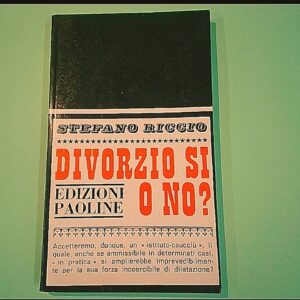 STEFANO RICCIO
DIVORZIO SI
EDIZIONI
PAOLINE
O NO?
Accetteremo, dunque, un « istituto-caucciù », il
quale, anche se ammissibile in determinati casi,
« in pratica » si amplierebbe imprevedibilmen-
te per la sua forza incoercibile di dilatazione?